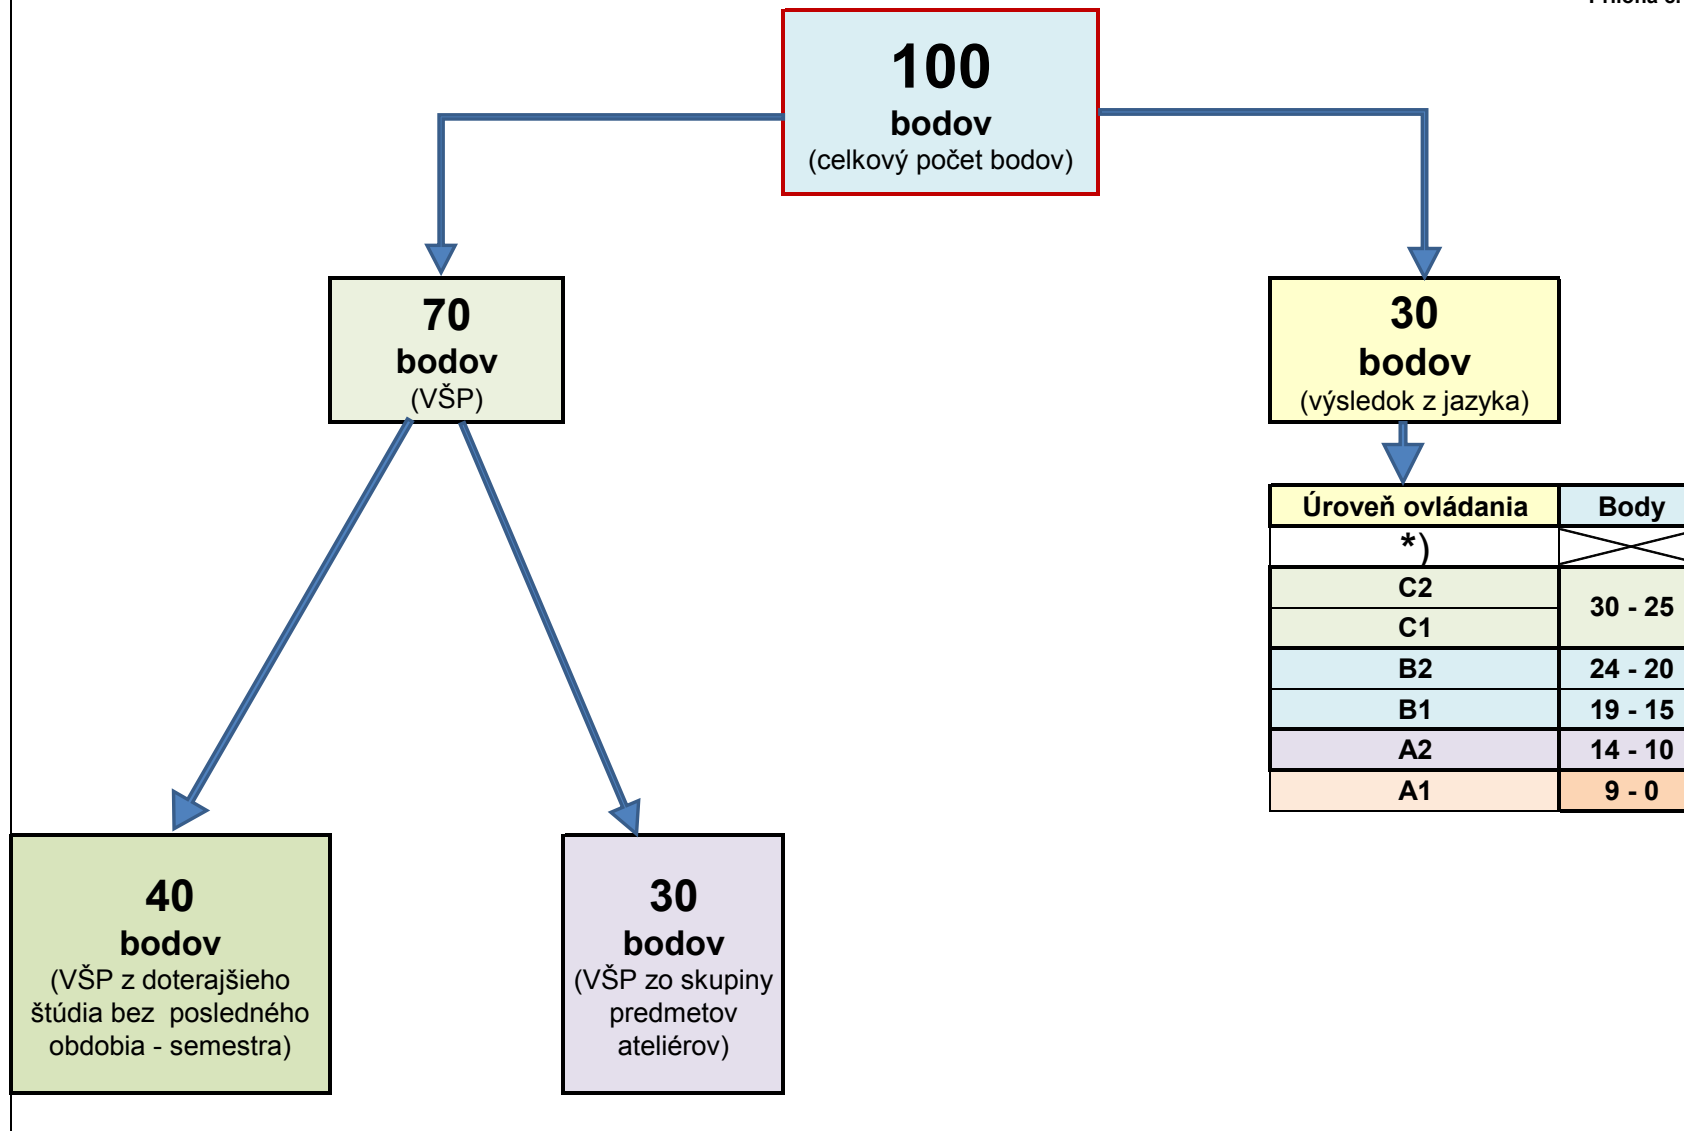 100
bodov
(celkový počet bodov)
70
bodov
(VŠP)
30
bodov
(výsledok z jazyka)
Úroveň ovládania Body
*)
C2
30 - 25
C1
B2 24 - 20
B1 19 - 15
A2 14 - 10
A1 9 - 0
40
bodov
(VŠP z doterajšieho
štúdia bez posledného
obdobia - semestra)
30
bodov
(VŠP zo skupiny
predmetov
ateliérov)